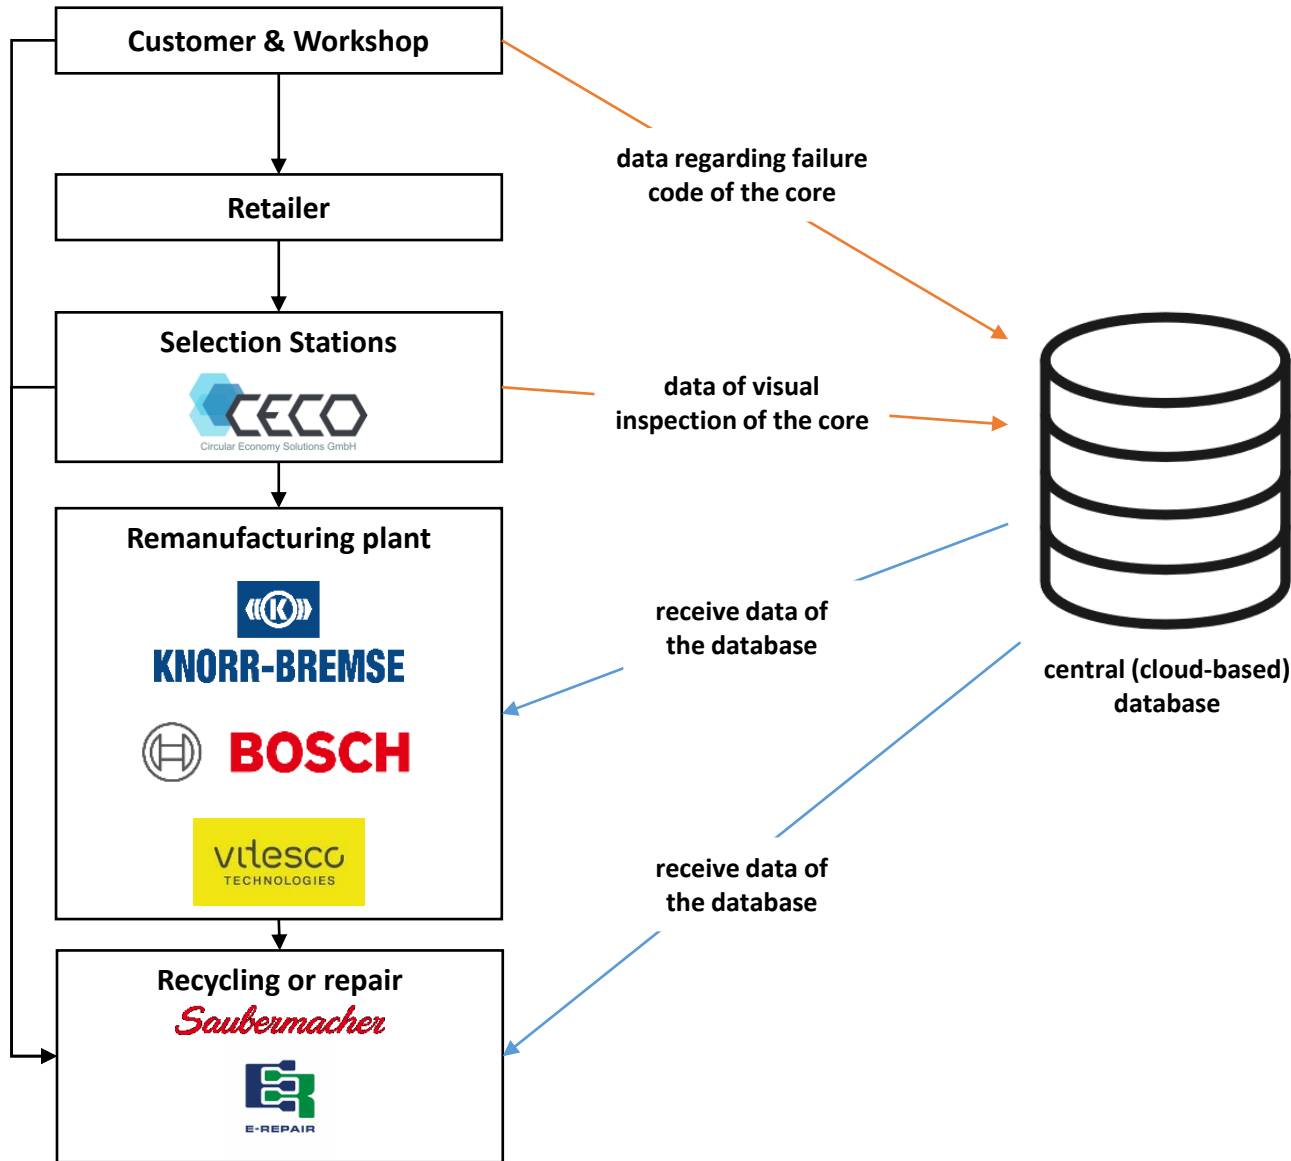 Customer & Workshop
data regarding failure
code of the core
Retailer
Selection Stations
CECO
Circular Economy Solutions GmbH
data of visual
inspection of the core
Remanufacturing plant
K
KNORR-BREMSE
BOSCH
vitesco
TECHNOLOGIES
receive data of
the database
central (cloud-based)
database
receive data of
the database
Recycling or repair
Saubermacher
ER
E-REPAIR